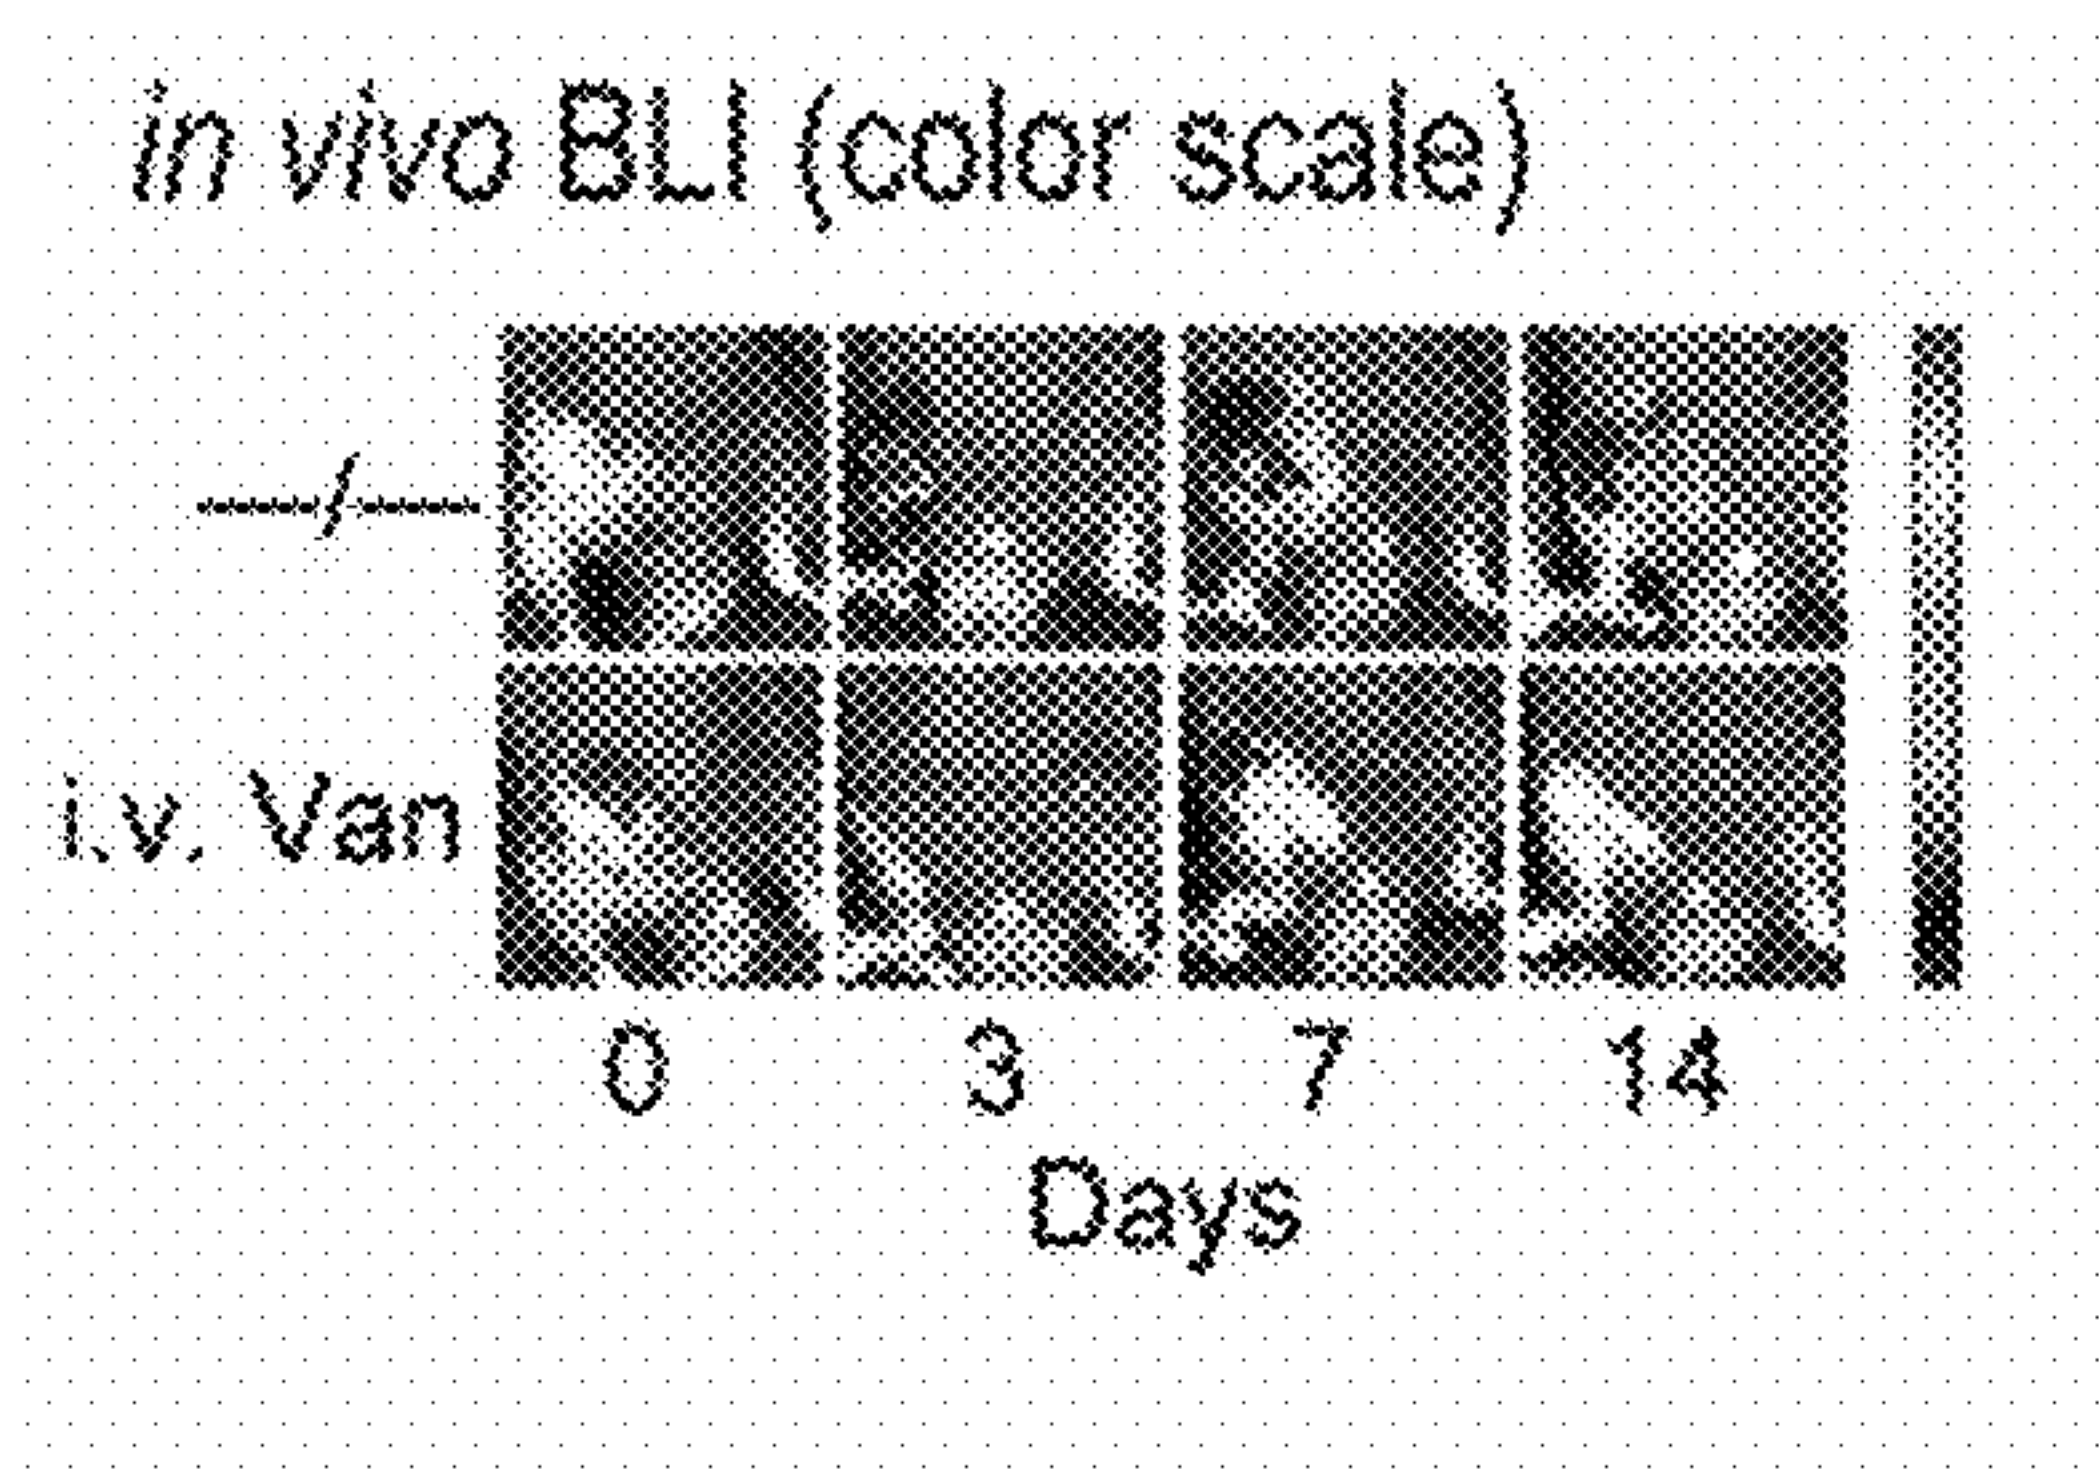 in vivo BLI (color scale)
–/–
i.v. Van
0 3 7 14
Days